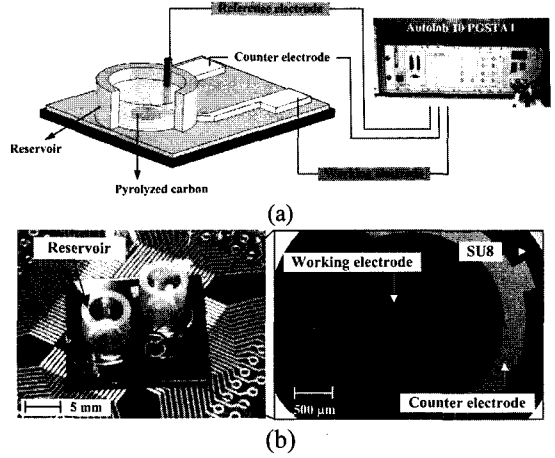 Reference electrode
Autolab 10 PGSTAT
Counter electrode
Reservoir
Working electrode
Pyrolyzed carbon
(a)
Reservoir
SU8
Working electrode
5 mm
500 µm
Counter electrode
(b)